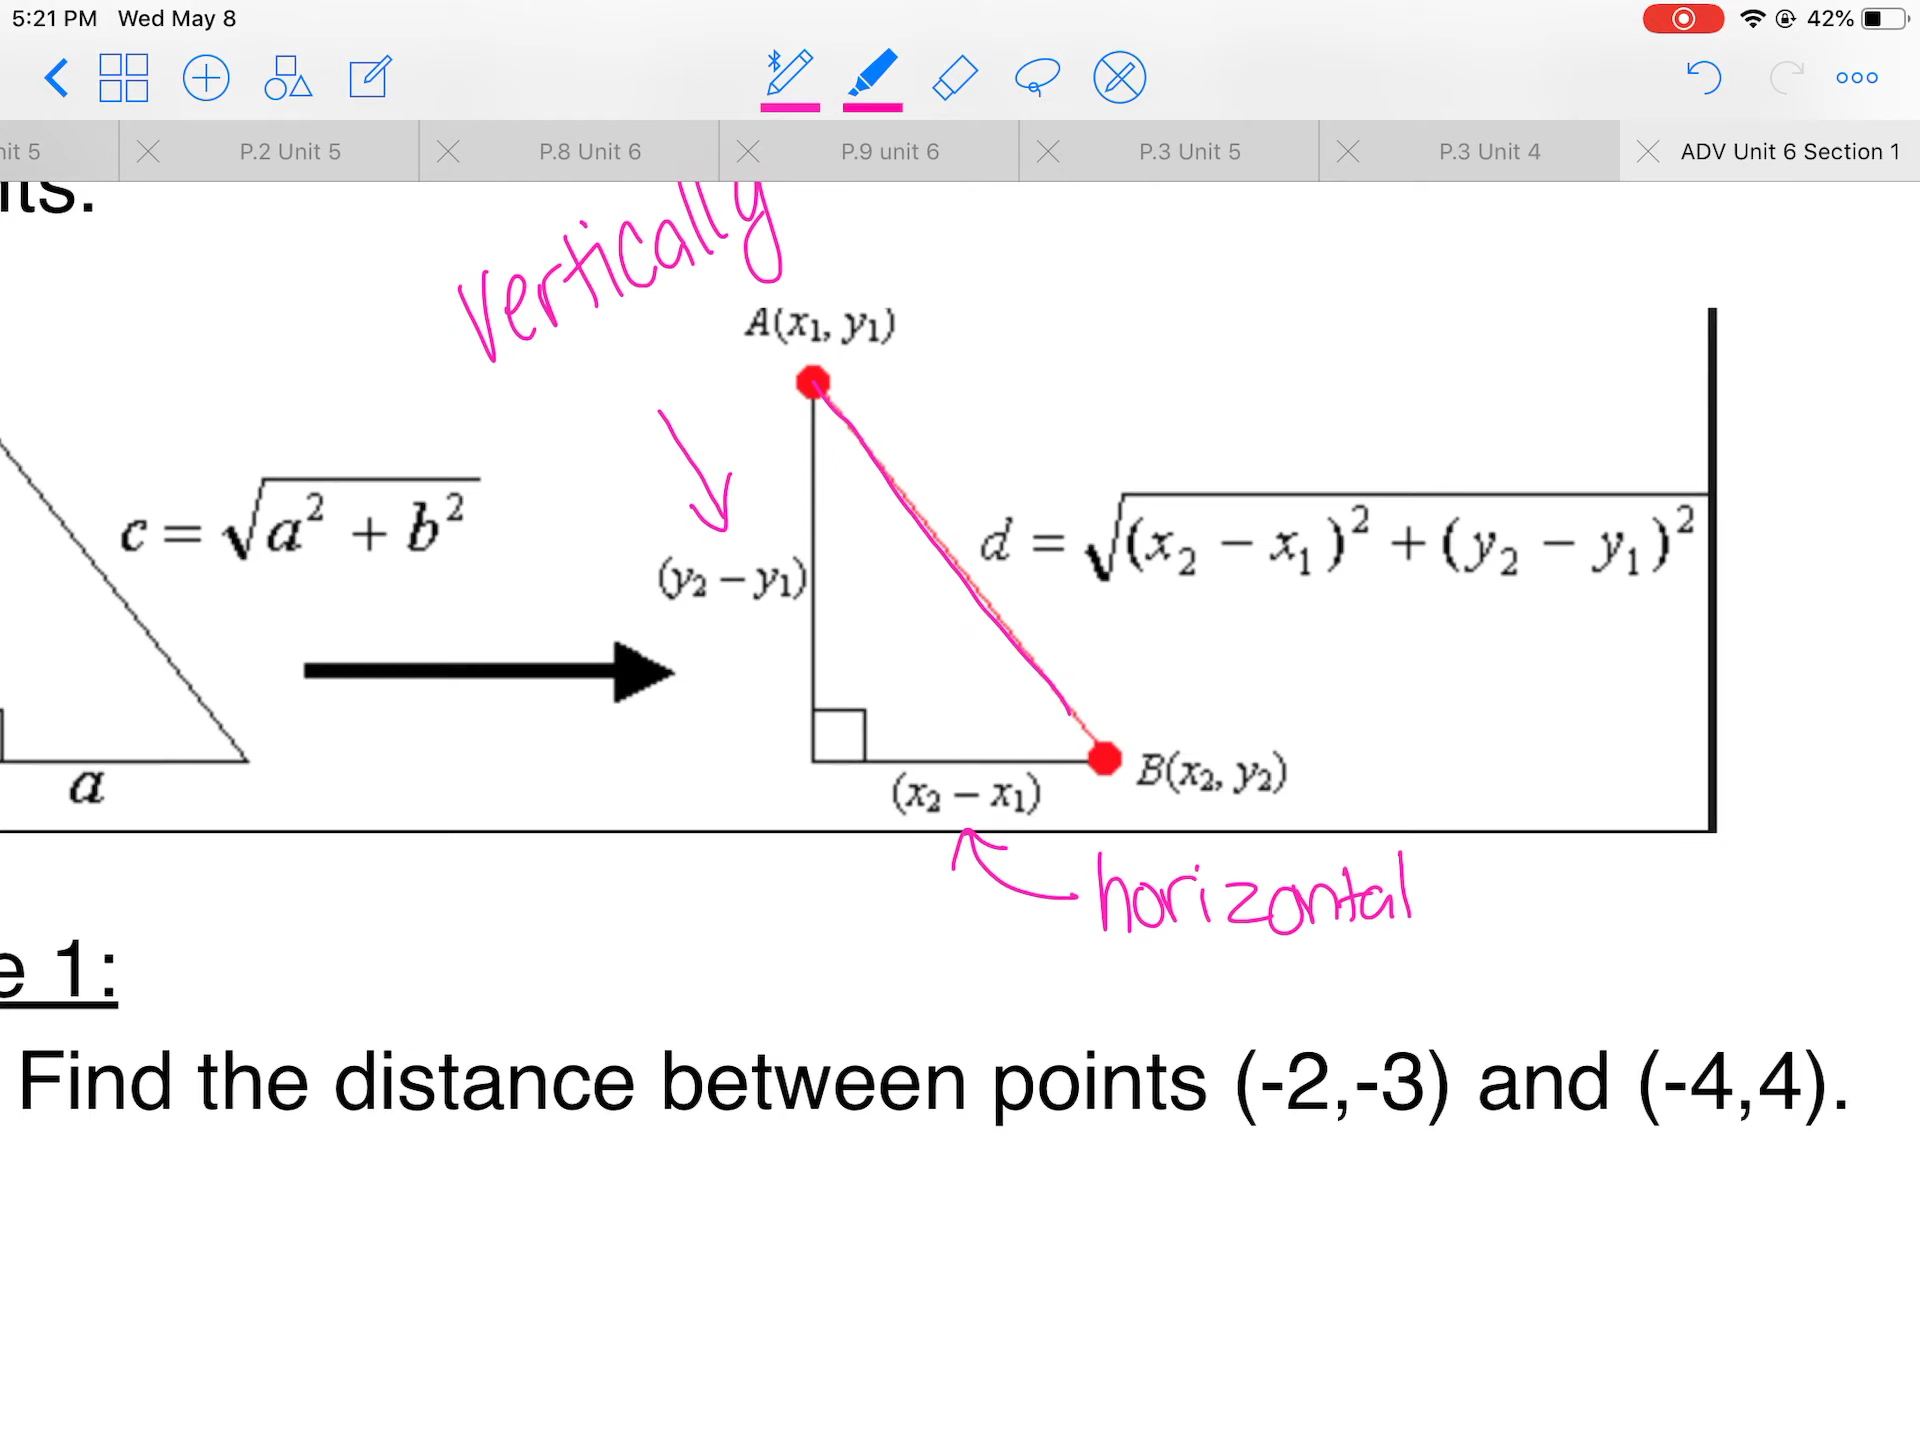 5:21 PM Wed May 8
42%
nit 5
P.2 Unit 5
P.8 Unit 6
P.9 unit 6
P.3 Unit 5
P.3 Unit 4
ADV Unit 6 Section 1
vertically
A(x₁, y₁)
c = √a² + b²
d = √(x₂ − x₁)² + (y₂ − y₁)²
(y₂ − y₁)
B(x₂, y₂)
a
(x₂ − x₁)
horizontal
e 1:
Find the distance between points (-2,-3) and (-4,4).